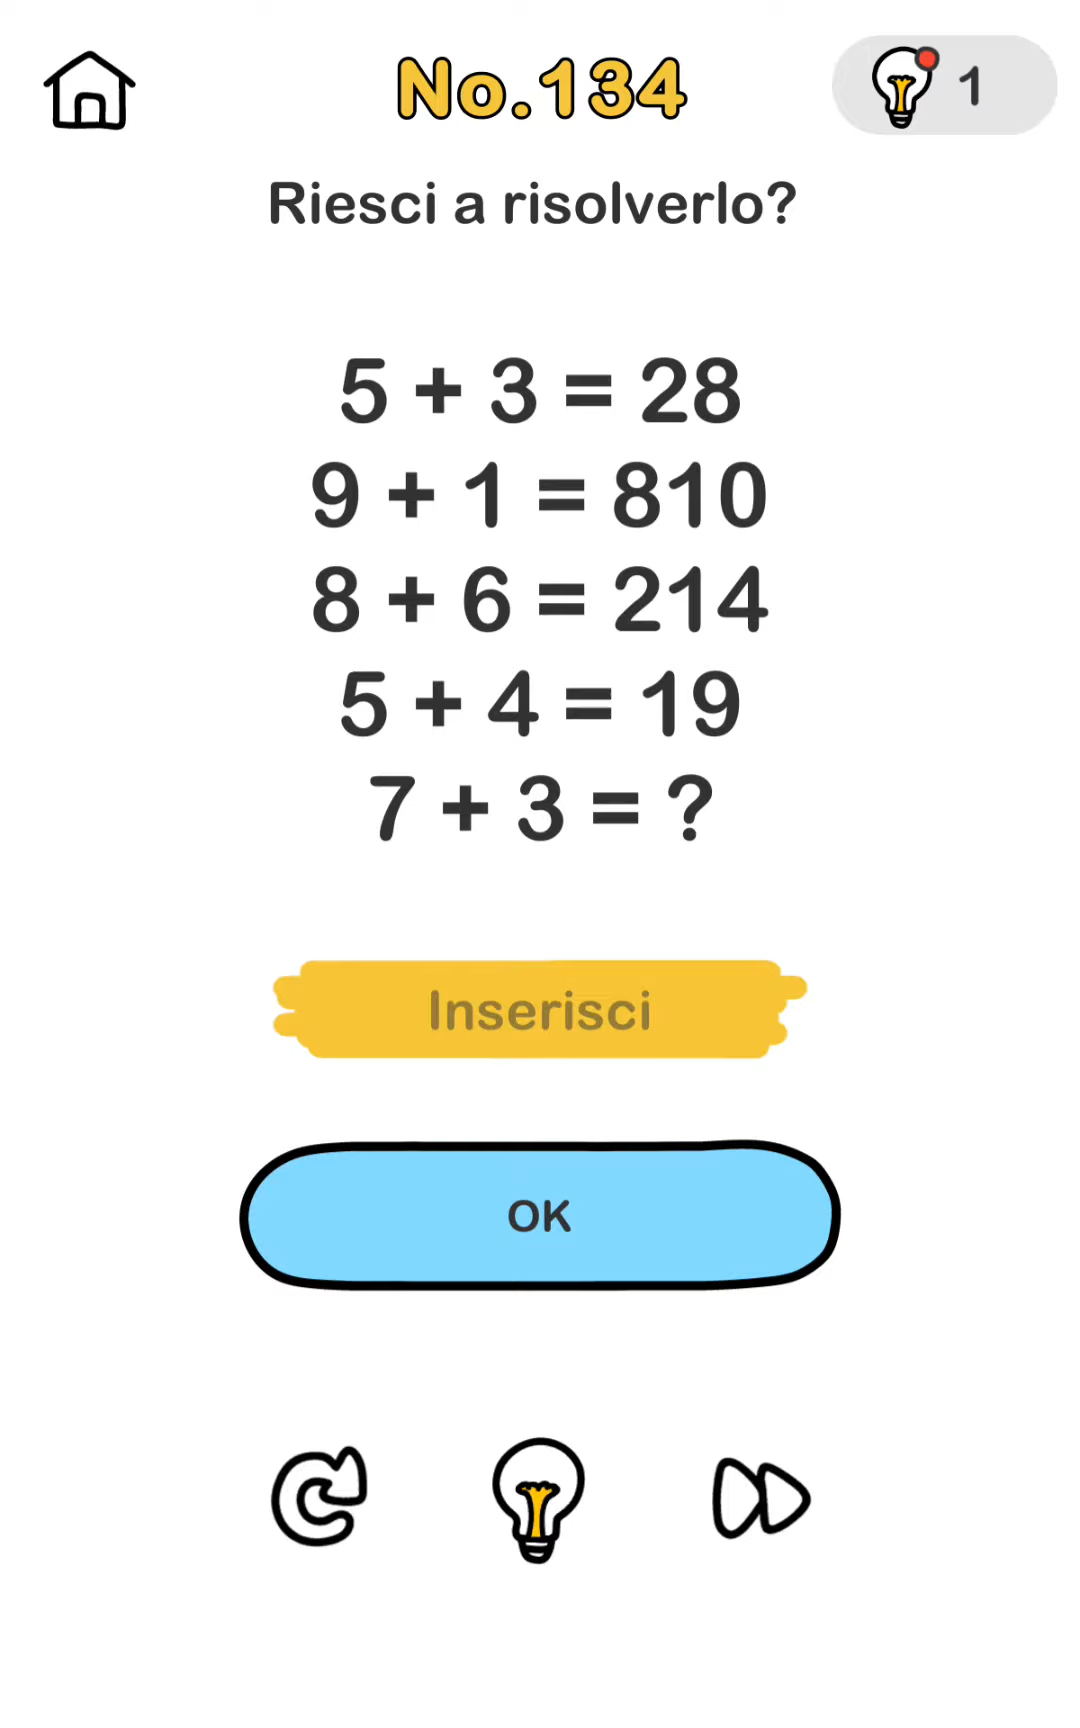 No.134
1
Riesci a risolverlo?
5 + 3 = 28
9 + 1 = 810
8 + 6 = 214
5 + 4 = 19
7 + 3 = ?
Inserisci
OK